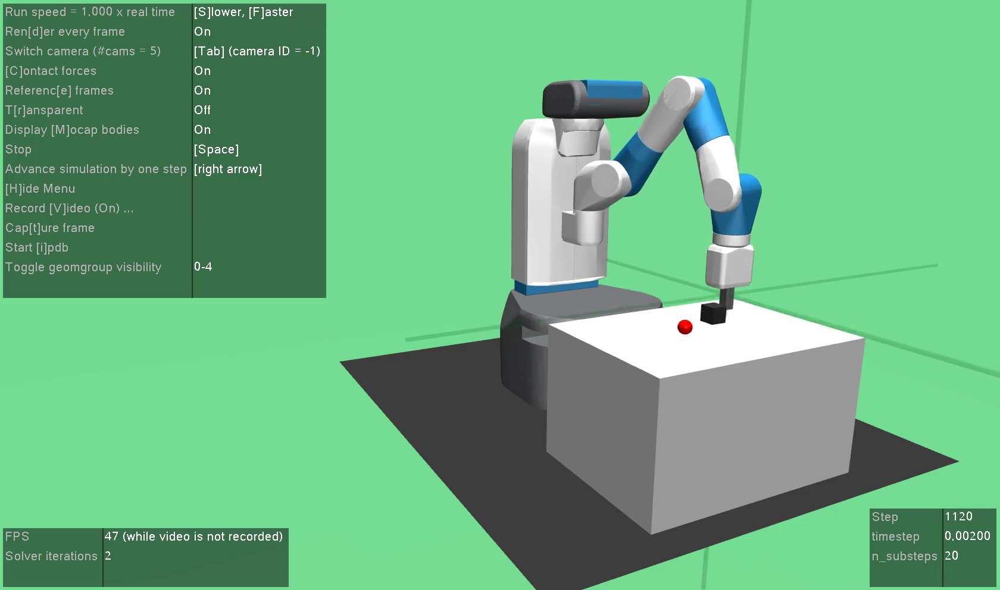 Run speed = 1.000 x real time [S]lower, [F]aster
Ren[d]er every frame On
Switch camera (#cams = 5) [Tab] (camera ID = -1)
[C]ontact forces On
Referenc[e] frames On
T[r]ansparent Off
Display [M]ocap bodies On
Stop [Space]
Advance simulation by one step [right arrow]
[H]ide Menu
Record [V]ideo (On) ...
Cap[t]ure frame
Start [i]pdb
Toggle geomgroup visibility 0-4
FPS 47 (while video is not recorded)
Solver iterations 2
Step 1120
timestep 0.00200
n_substeps 20